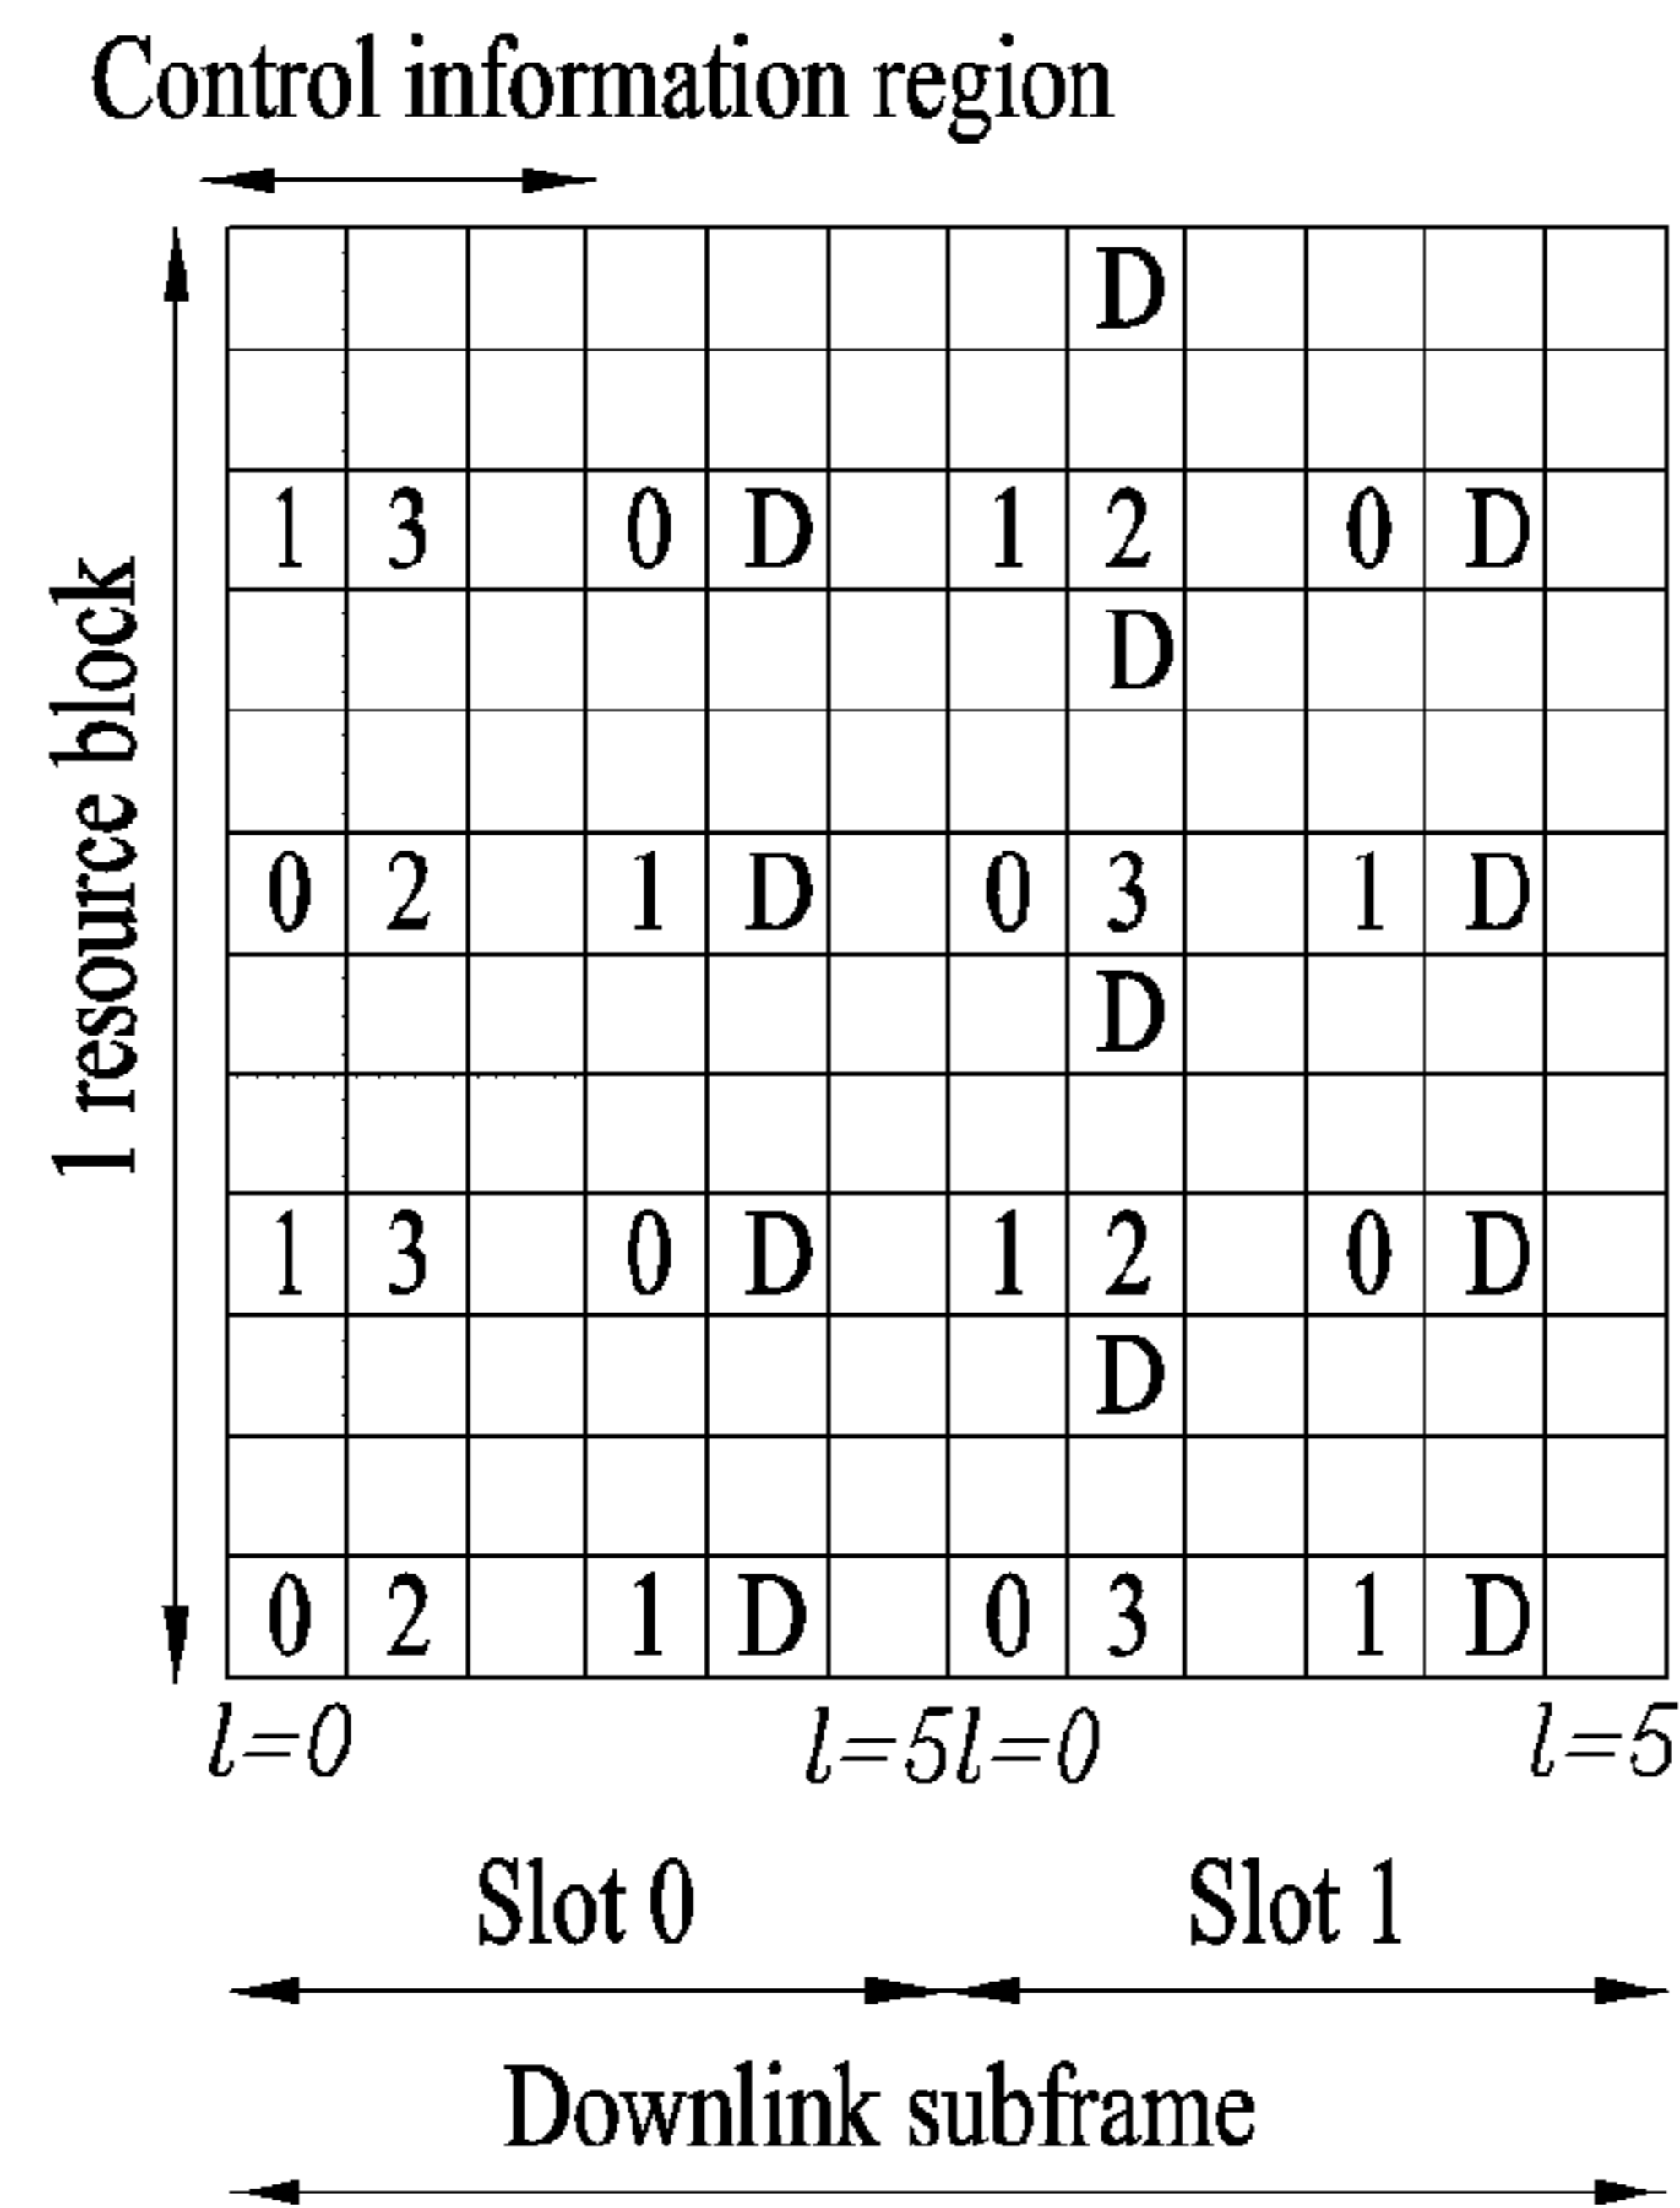 Control information region
1 resource block
D
1 3 0 D 1 2 0 D
D
0 2 1 D 0 3 1 D
D
1 3 0 D 1 2 0 D
D
0 2 1 D 0 3 1 D
l=0 l=5 l=0 l=5
Slot 0 Slot 1
Downlink subframe